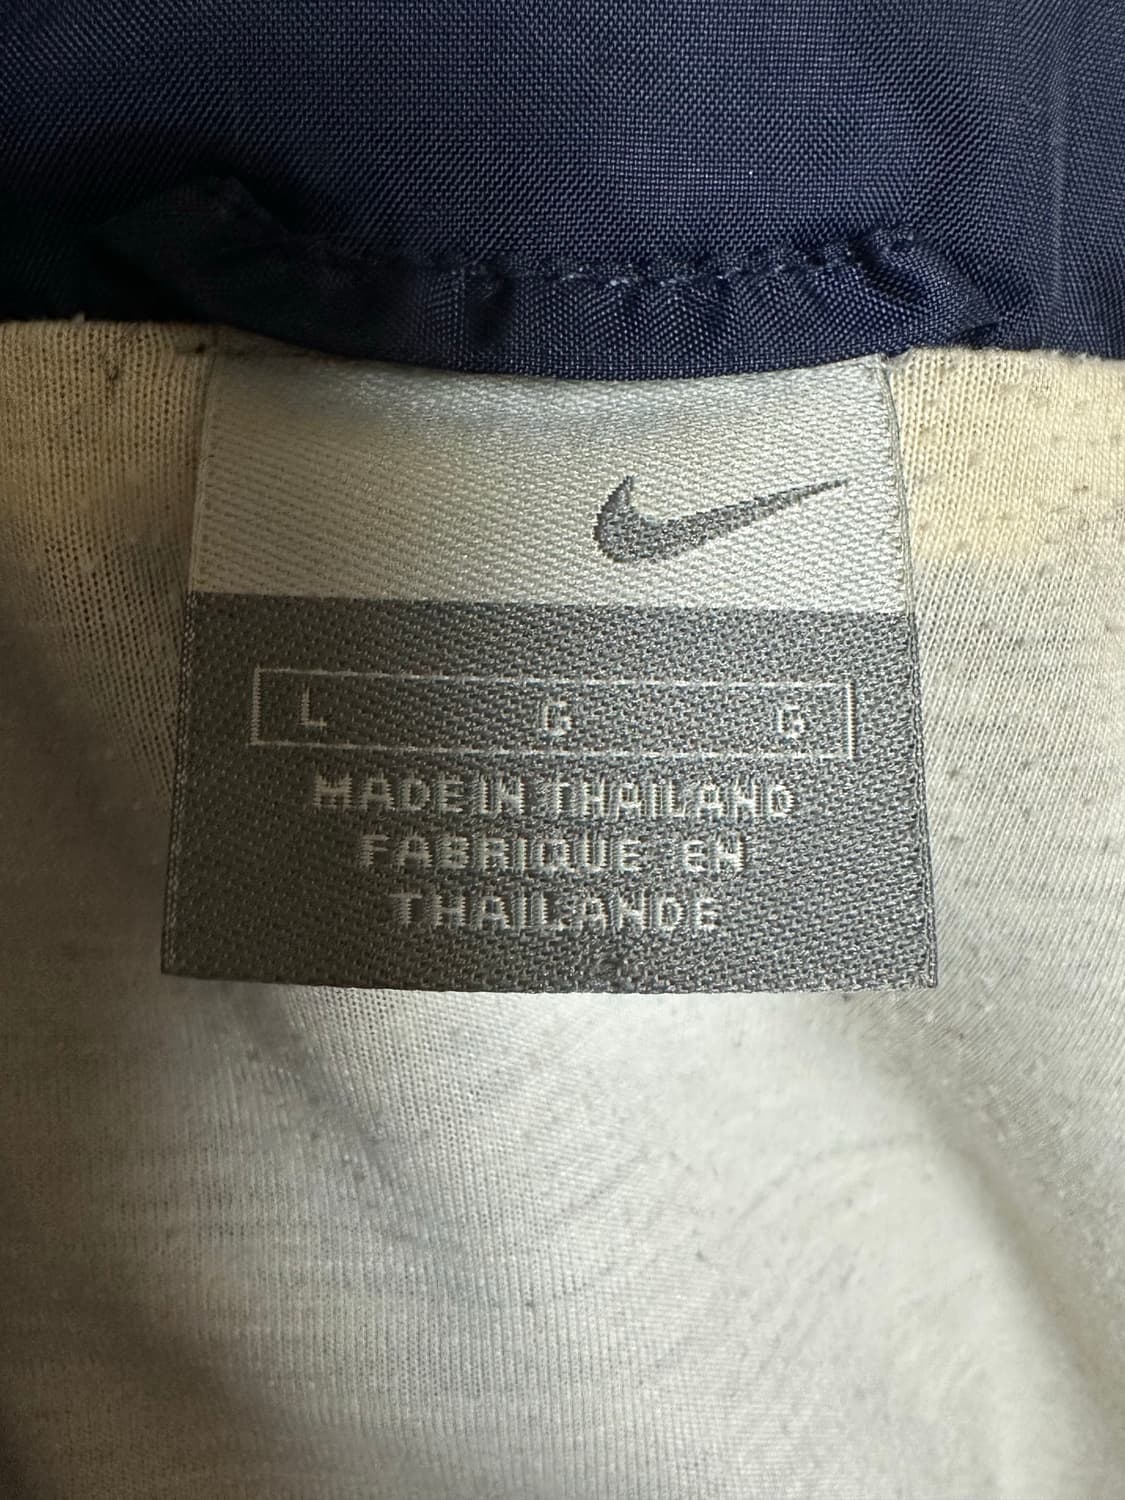 L G G
MADE IN THAILAND
FABRIQUE EN
THAILANDE